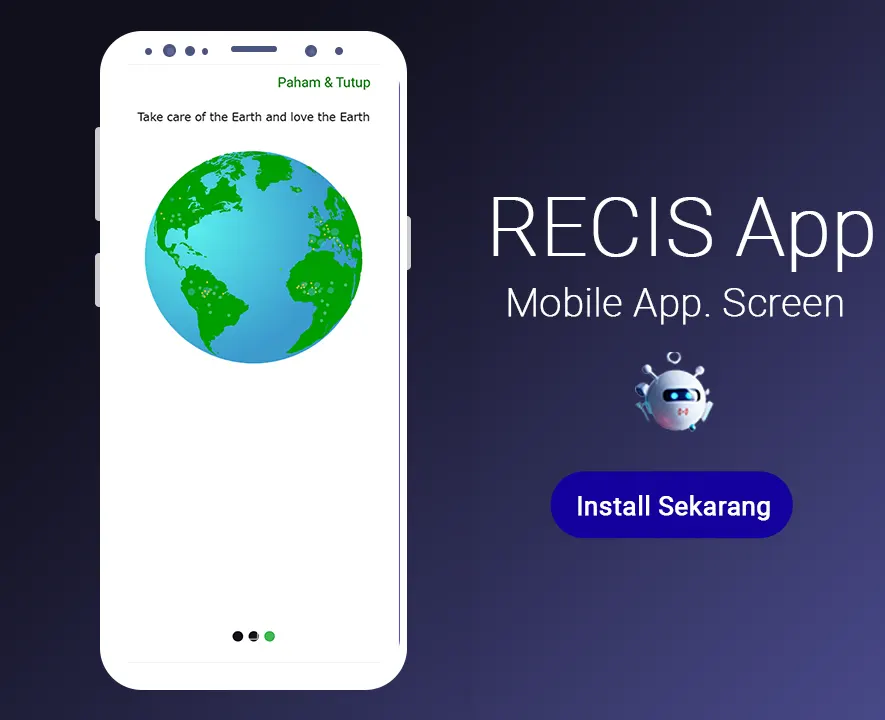 Paham & Tutup
Take care of the Earth and love the Earth
RECIS App
Mobile App. Screen
Install Sekarang